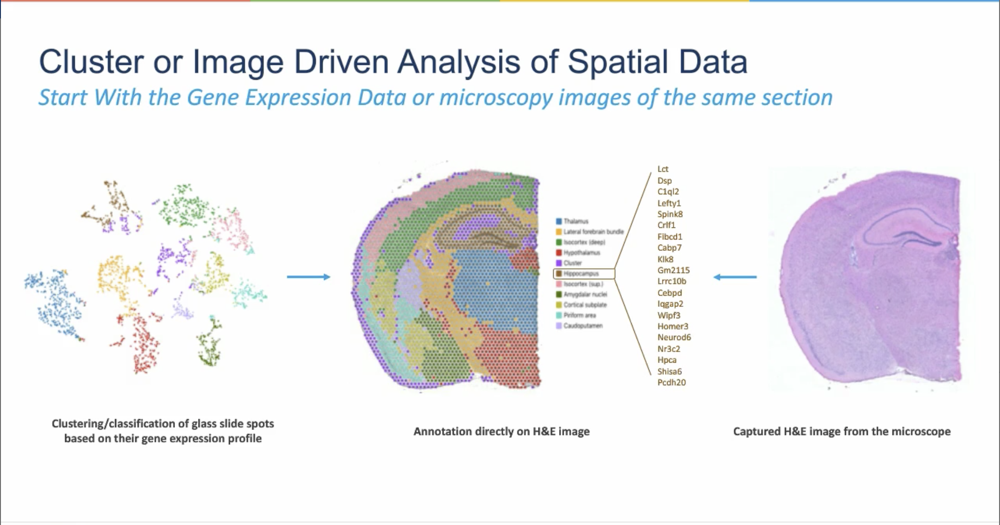 Cluster or Image Driven Analysis of Spatial Data
Start With the Gene Expression Data or microscopy images of the same section
Thalamus
Lateral forebrain bundle
Isocortex (deep)
Hypothalamus
Cluster
Hippocampus
Isocortex (sup.)
Amygdalar nuclei
Cortical subplate
Piriform area
Caudoputamen
Lct
Dsp
C1ql2
Lefty1
Spink8
Crlf1
Fibcd1
Cabp7
Klk8
Gm2115
Lrrc10b
Cebpd
Iqgap2
Wipf3
Homer3
Neurod6
Nr3c2
Hpca
Shisa6
Pcdh20
Clustering/classification of glass slide spots
based on their gene expression profile
Annotation directly on H&E image
Captured H&E image from the microscope